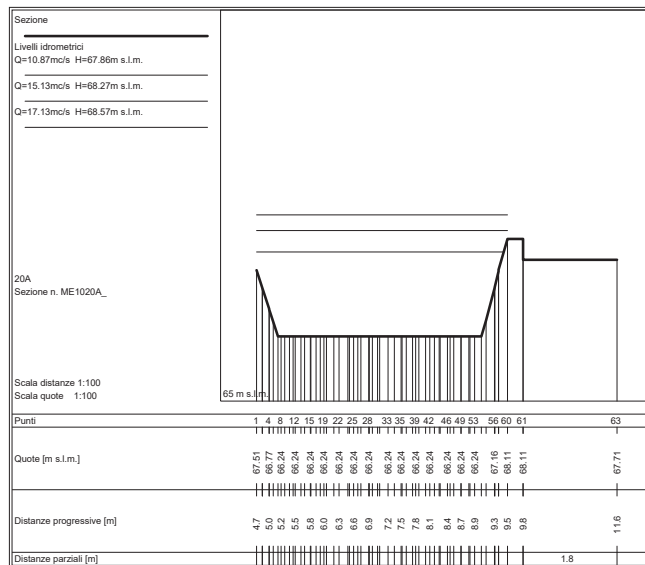 Sezione
Livelli idrometrici
Q=10.87mc/s H=67.86m s.l.m.
Q=15.13mc/s H=68.27m s.l.m.
Q=17.13mc/s H=68.57m s.l.m.
20A
Sezione n. ME1020A_
Scala distanze 1:100
Scala quote 1:100
65 m s.l.m.
Punti 1 4 8 12 15 19 22 25 28 33 35 39 42 46 49 53 56 60 61 63
Quote [m s.l.m.] 67.51 66.77 66.24 66.24 66.24 66.24 66.24 66.24 66.24 66.24 66.24 66.24 66.24 66.24 66.24 66.24 67.16 68.11 68.11 67.71
Distanze progressive [m] 4.7 5.0 5.2 5.5 5.8 6.0 6.3 6.6 6.9 7.2 7.5 7.8 8.1 8.4 8.7 8.9 9.3 9.5 9.8 11.6
Distanze parziali [m] 1.8